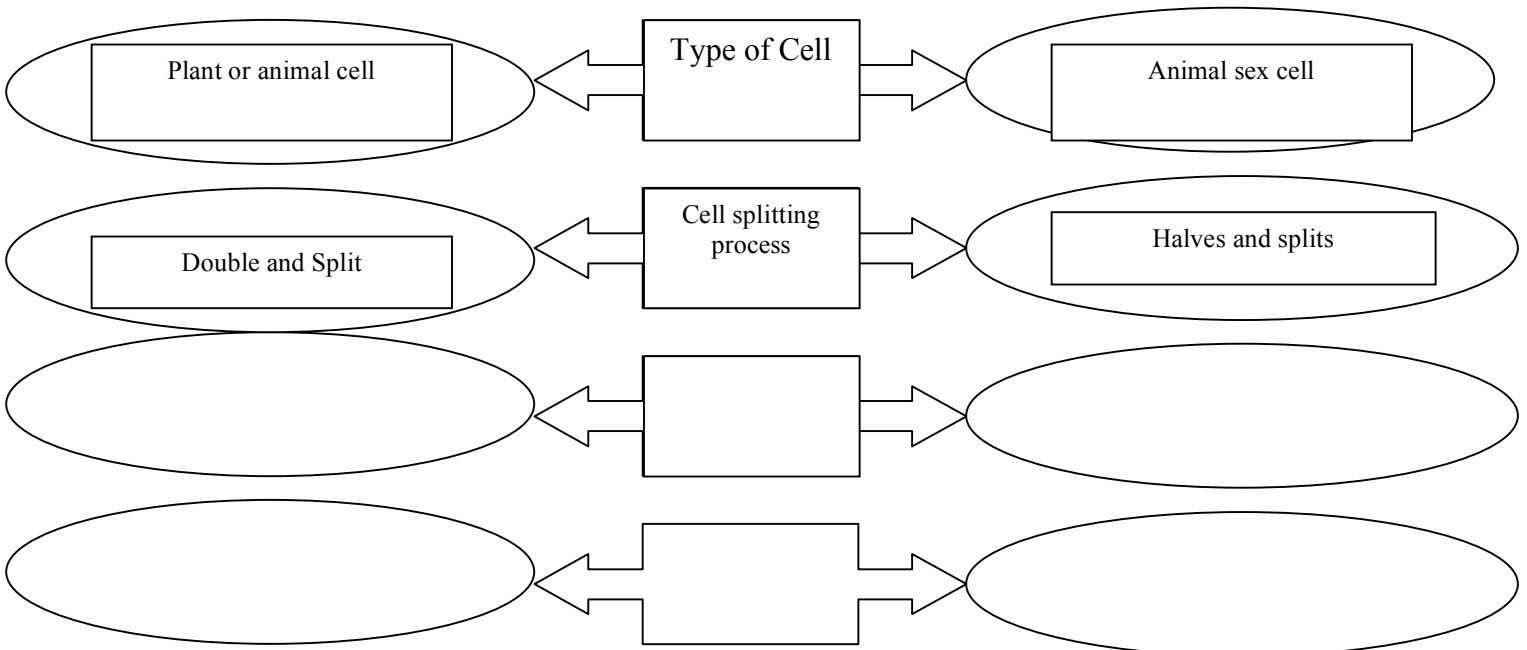 Plant or animal cell
Type of Cell
Animal sex cell
Double and Split
Cell splitting
process
Halves and splits